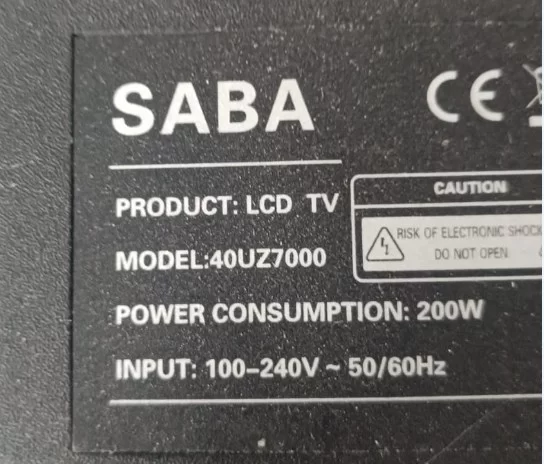 SABA
CE
PRODUCT: LCD TV
CAUTION
RISK OF ELECTRONIC SHOCK
DO NOT OPEN
MODEL:40UZ7000
POWER CONSUMPTION: 200W
INPUT: 100-240V ~ 50/60Hz